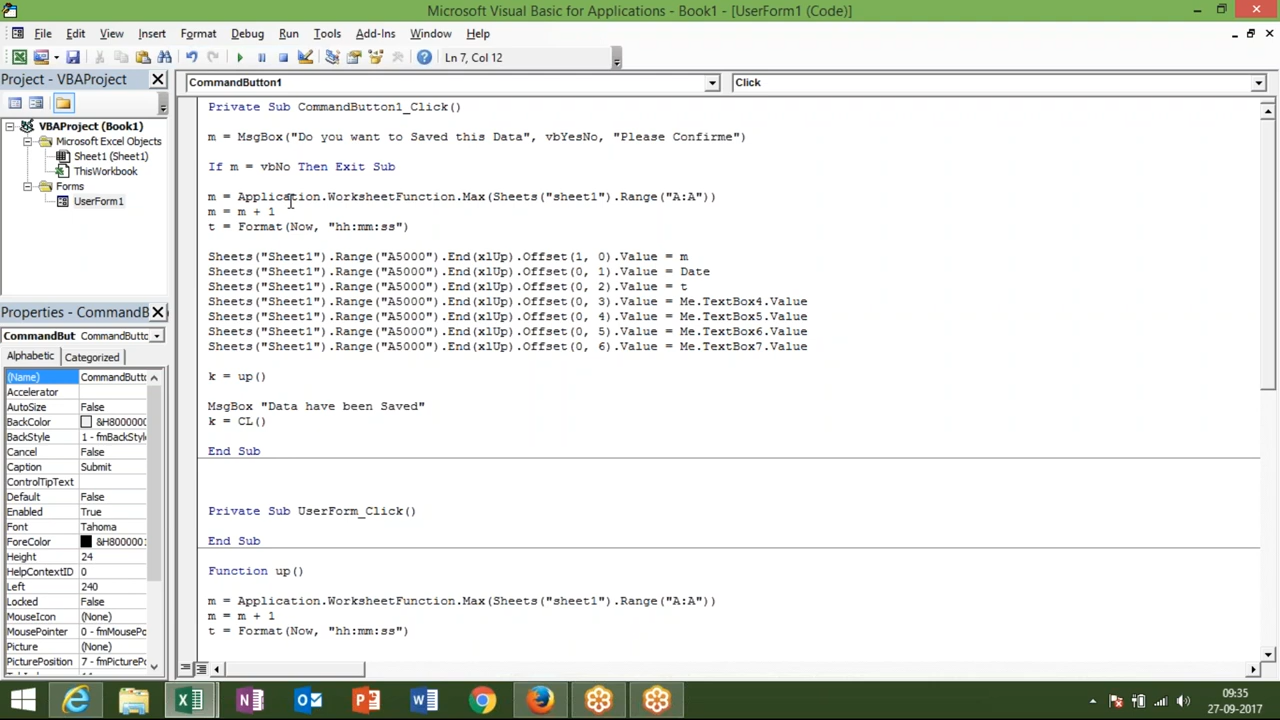 Microsoft Visual Basic for Applications - Book1 - [UserForm1 (Code)]
File Edit View Insert Format Debug Run Tools Add-Ins Window Help
Ln 7, Col 12
Project - VBAProject
CommandButton1
Click
VBAProject (Book1)
Microsoft Excel Objects
Sheet1 (Sheet1)
ThisWorkbook
Forms
UserForm1
Properties - CommandB
CommandBut CommandButtc
Alphabetic Categorized
(Name) CommandButt
Accelerator
AutoSize False
BackColor &H8000000
BackStyle 1 - fmBackStyl
Cancel False
Caption Submit
ControlTipText
Default False
Enabled True
Font Tahoma
ForeColor &H8000001
Height 24
HelpContextID 0
Left 240
Locked False
MouseIcon (None)
MousePointer 0 - fmMousePo
Picture (None)
PicturePosition 7 - fmPicturePo
Private Sub CommandButton1_Click()
m = MsgBox("Do you want to Saved this Data", vbYesNo, "Please Confirme")
If m = vbNo Then Exit Sub
m = Application.WorksheetFunction.Max(Sheets("sheet1").Range("A:A"))
m = m + 1
t = Format(Now, "hh:mm:ss")
Sheets("Sheet1").Range("A5000").End(xlUp).Offset(1, 0).Value = m
Sheets("Sheet1").Range("A5000").End(xlUp).Offset(0, 1).Value = Date
Sheets("Sheet1").Range("A5000").End(xlUp).Offset(0, 2).Value = t
Sheets("Sheet1").Range("A5000").End(xlUp).Offset(0, 3).Value = Me.TextBox4.Value
Sheets("Sheet1").Range("A5000").End(xlUp).Offset(0, 4).Value = Me.TextBox5.Value
Sheets("Sheet1").Range("A5000").End(xlUp).Offset(0, 5).Value = Me.TextBox6.Value
Sheets("Sheet1").Range("A5000").End(xlUp).Offset(0, 6).Value = Me.TextBox7.Value
k = up()
MsgBox "Data have been Saved"
k = CL()
End Sub
Private Sub UserForm_Click()
End Sub
Function up()
m = Application.WorksheetFunction.Max(Sheets("sheet1").Range("A:A"))
m = m + 1
t = Format(Now, "hh:mm:ss")
09:35
27-09-2017